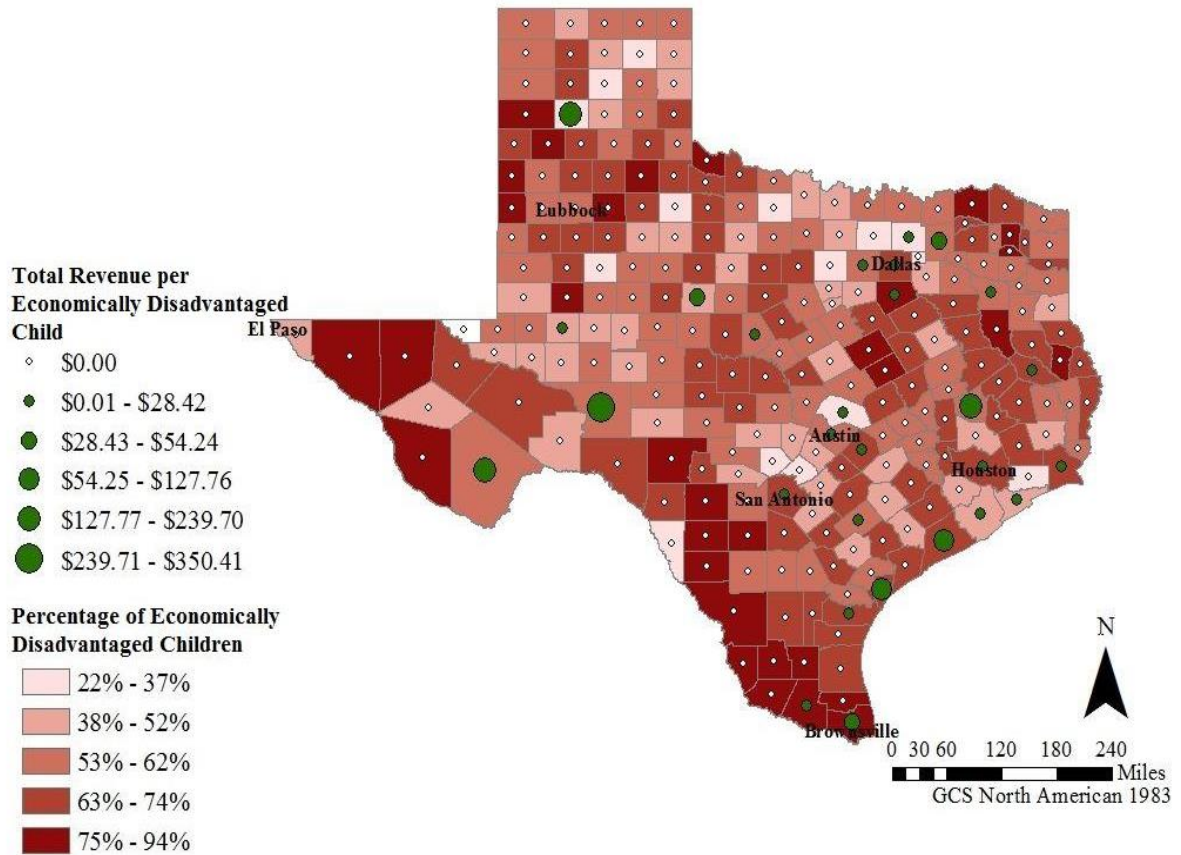 Total Revenue per
Economically Disadvantaged
Child
$0.00
$0.01 - $28.42
$28.43 - $54.24
$54.25 - $127.76
$127.77 - $239.70
$239.71 - $350.41
Percentage of Economically
Disadvantaged Children
22% - 37%
38% - 52%
53% - 62%
63% - 74%
75% - 94%
Lubbock
Dallas
El Paso
Austin
Houston
San Antonio
Brownsville
N
0 30 60 120 180 240
Miles
GCS North American 1983